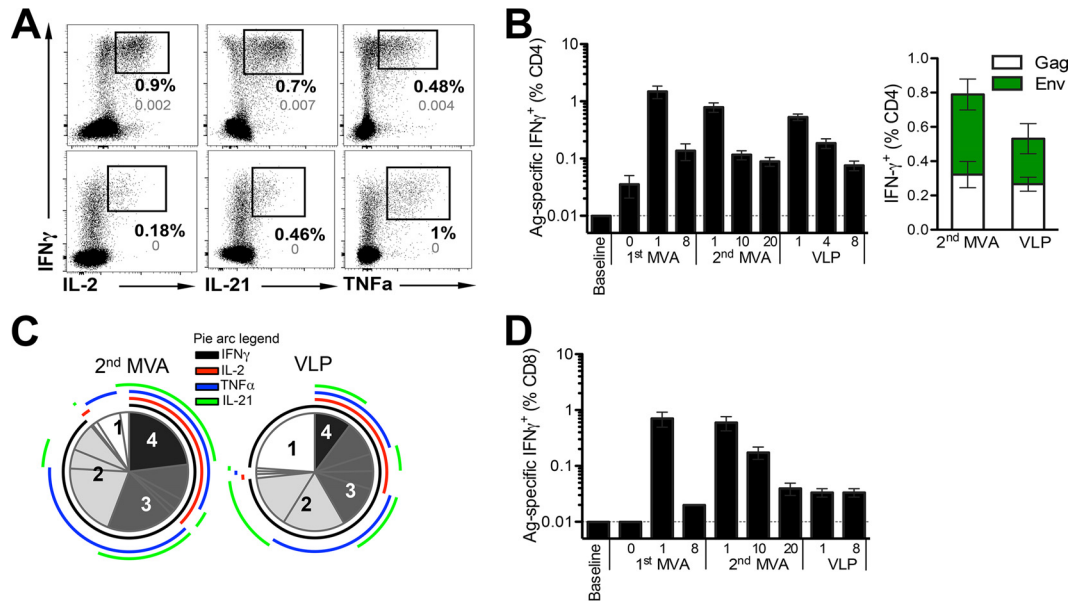 A
0.9%
0.002
0.7%
0.007
0.48%
0.004
0.18%
0
0.46%
0
1%
0
IFNγ
IL-2
IL-21
TNFa
B
Ag-specific IFNγ⁺ (% CD4)
10
1
0.1
0.01
Baseline
0 1 8
1 10 20
1 4 8
1st MVA
2nd MVA
VLP
Gag
Env
IFN-γ⁺ (% CD4)
1.0
0.8
0.6
0.4
0.2
0.0
2nd MVA
VLP
C
Pie arc legend
IFNγ
IL-2
TNFα
IL-21
2nd MVA
1
4
2
3
VLP
1
4
2
3
D
Ag-specific IFNγ⁺ (% CD8)
10
1
0.1
0.01
Baseline
0 1 8
1 10 20
1 8
1st MVA
2nd MVA
VLP